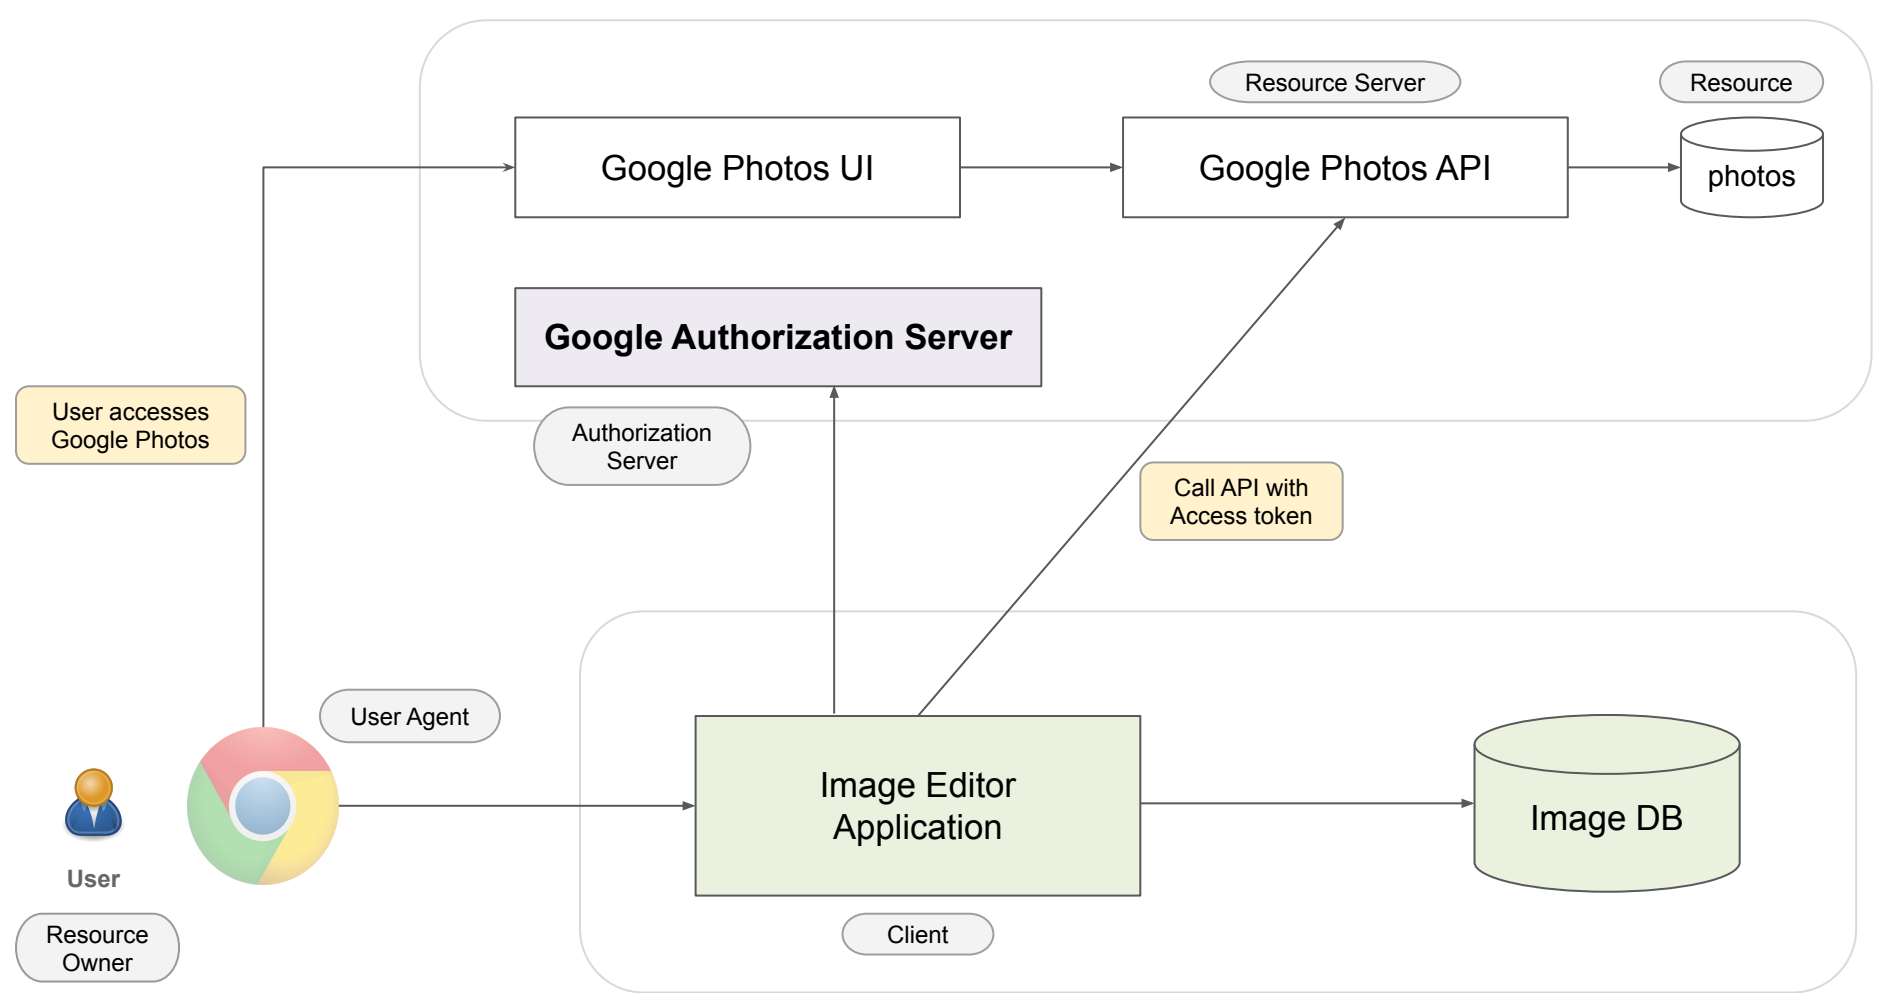 Resource Server
Resource
Google Photos UI
Google Photos API
photos
Google Authorization Server
User accesses
Google Photos
Authorization
Server
Call API with
Access token
User Agent
Image Editor
Application
Image DB
User
Client
Resource
Owner